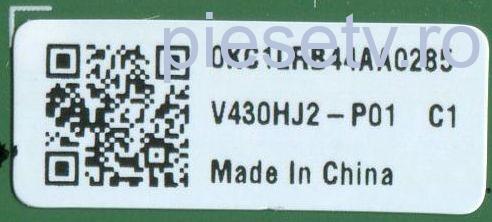 piesetv.ro
V430HJ2-P01 C1
Made In China